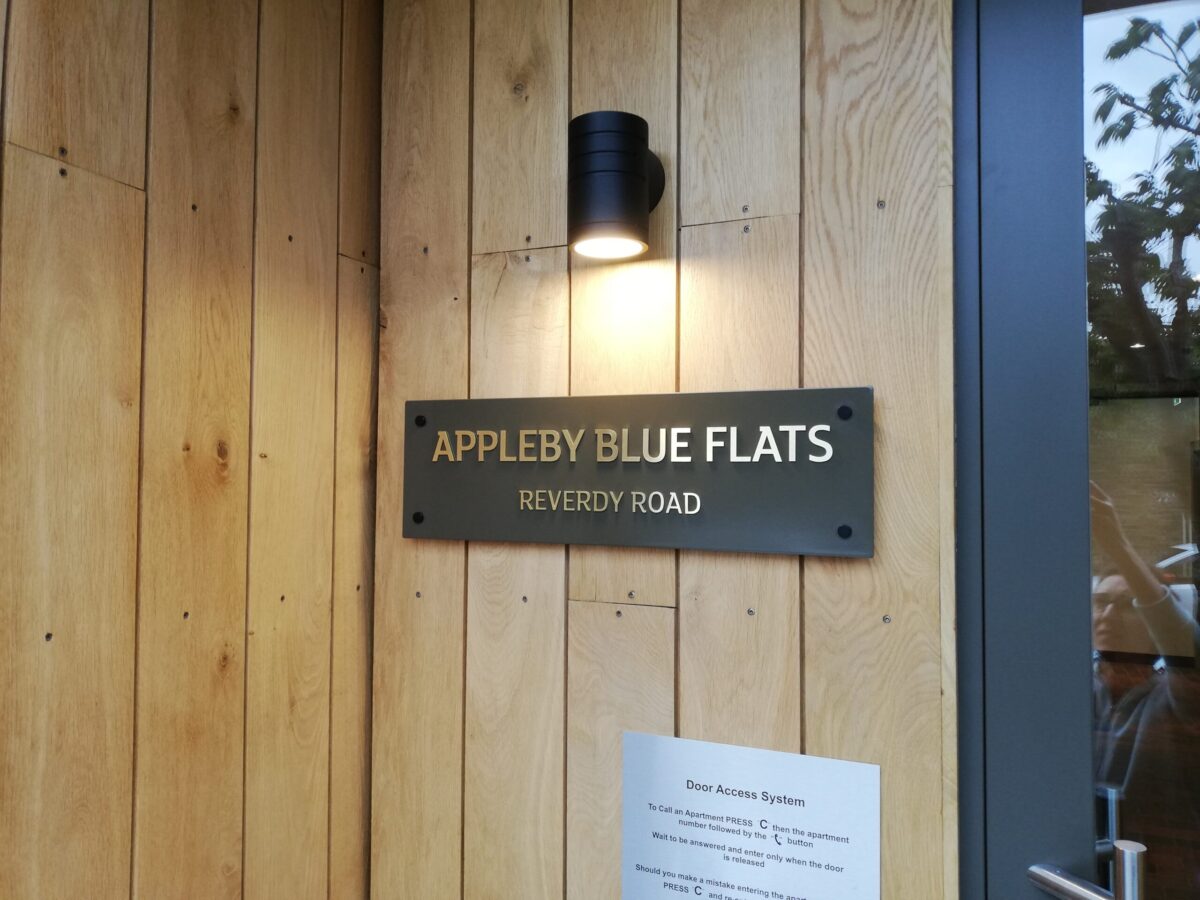 APPLEBY BLUE FLATS
REVERDY ROAD
Door Access System
To Call an Apartment PRESS C then the apartment
number followed by the button
Wait to be answered and enter only when the door
is released
Should you make a mistake entering the
PRESS C and